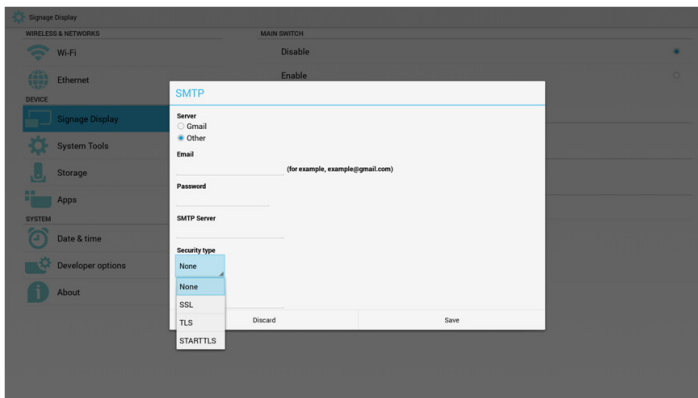 Signage Display
WIRELESS & NETWORKS
Wi-Fi
Ethernet
DEVICE
Signage Display
System Tools
Storage
Apps
SYSTEM
Date & time
Developer options
About
MAIN SWITCH
Disable
Enable
SMTP
Server
Gmail
Other
Email
(for example, example@gmail.com)
Password
SMTP Server
Security type
None
None
SSL
TLS
STARTTLS
Discard
Save